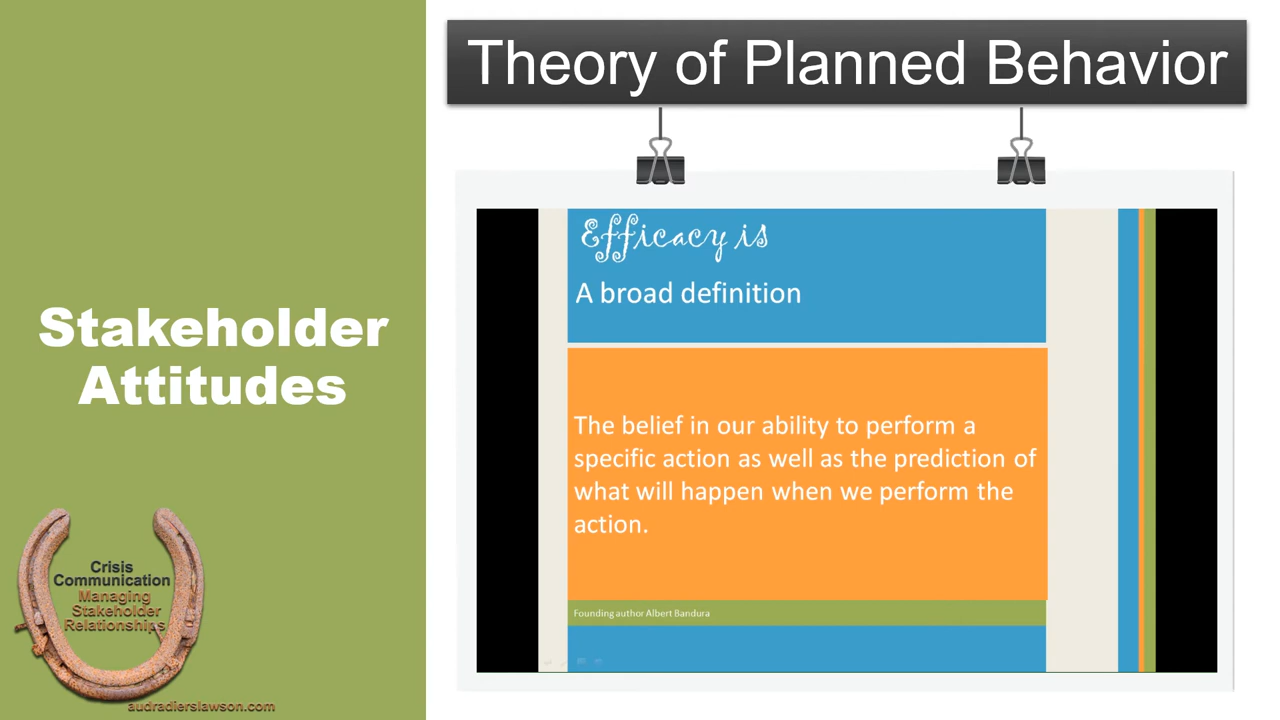 Theory of Planned Behavior
Stakeholder
Attitudes
Efficacy is
A broad definition
The belief in our ability to perform a
specific action as well as the prediction of
what will happen when we perform the
action.
Founding author Albert Bandura
Crisis
Communication
Managing
Stakeholder
Relationships
audradierslawson.com